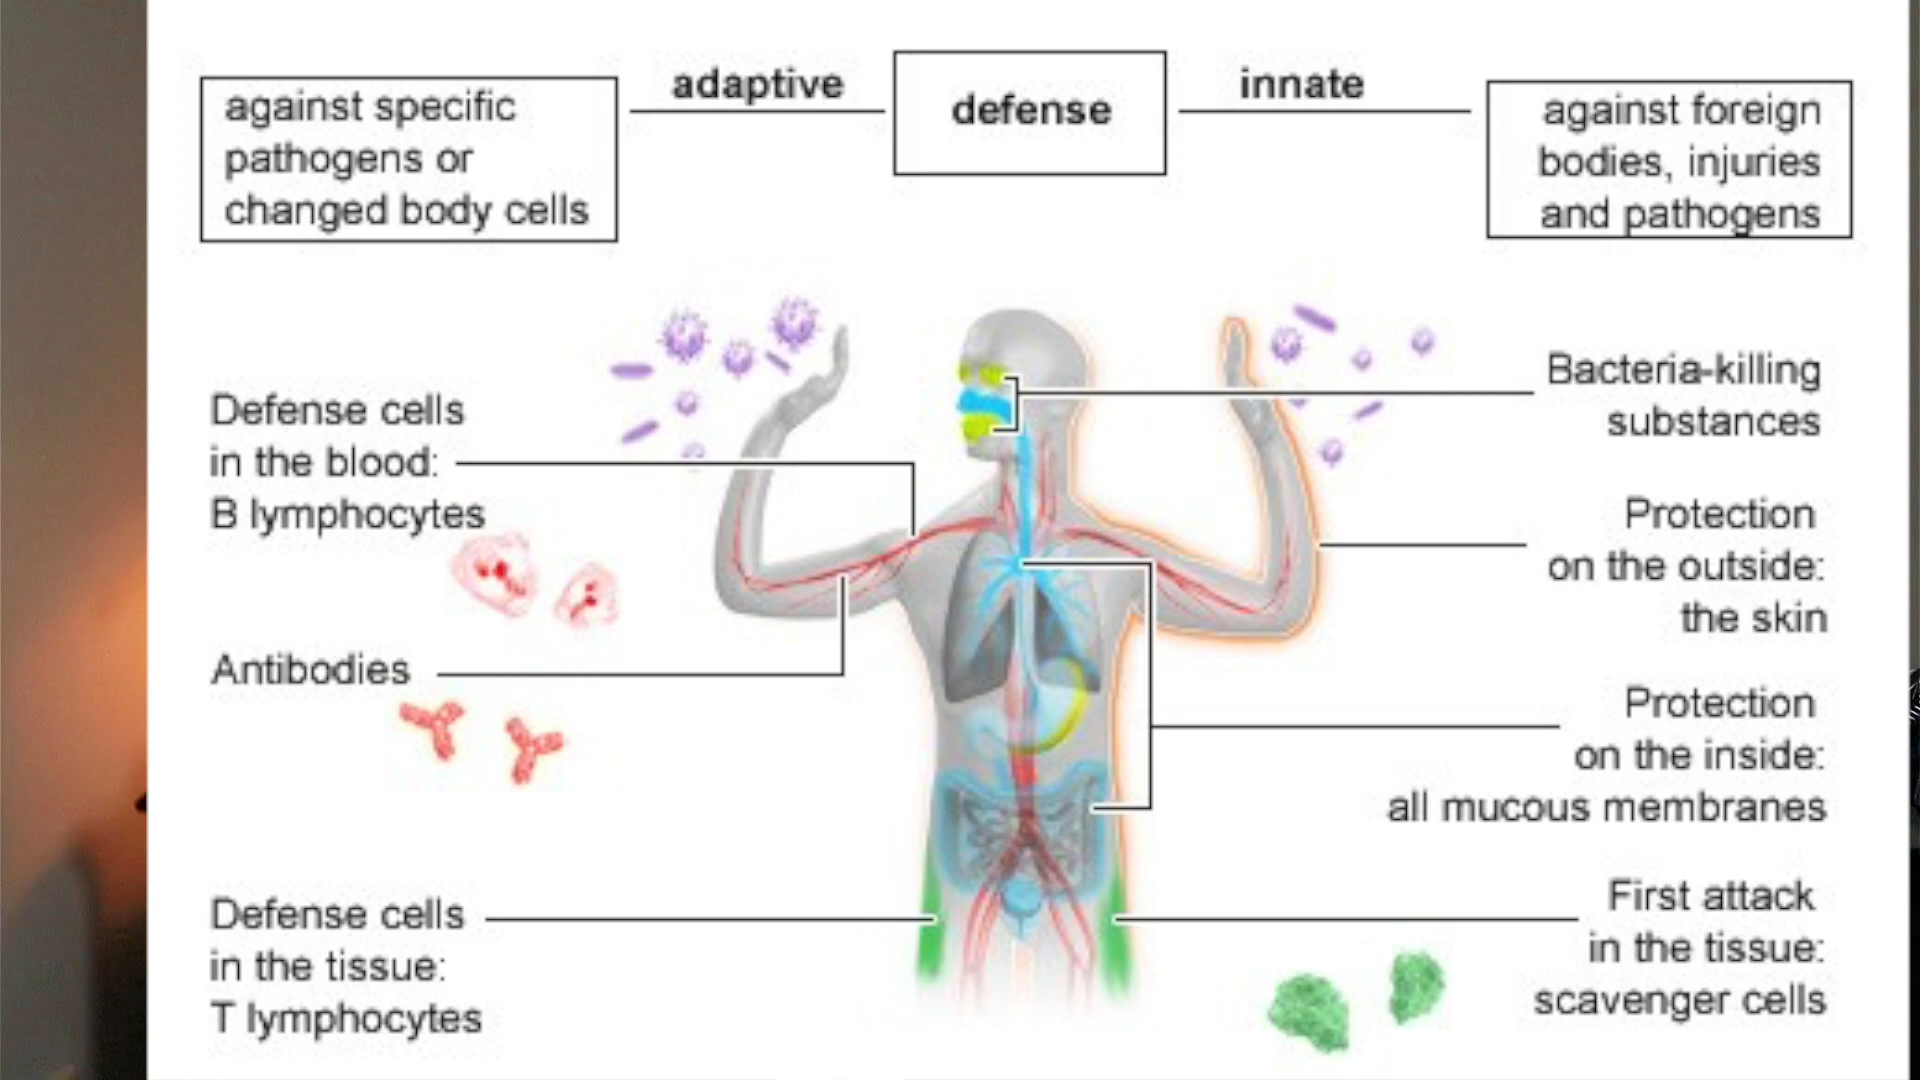 adaptive
defense
innate
against specific
pathogens or
changed body cells
against foreign
bodies, injuries
and pathogens
Defense cells
in the blood:
B lymphocytes
Antibodies
Defense cells
in the tissue:
T lymphocytes
Bacteria-killing
substances
Protection
on the outside:
the skin
Protection
on the inside:
all mucous membranes
First attack
in the tissue:
scavenger cells